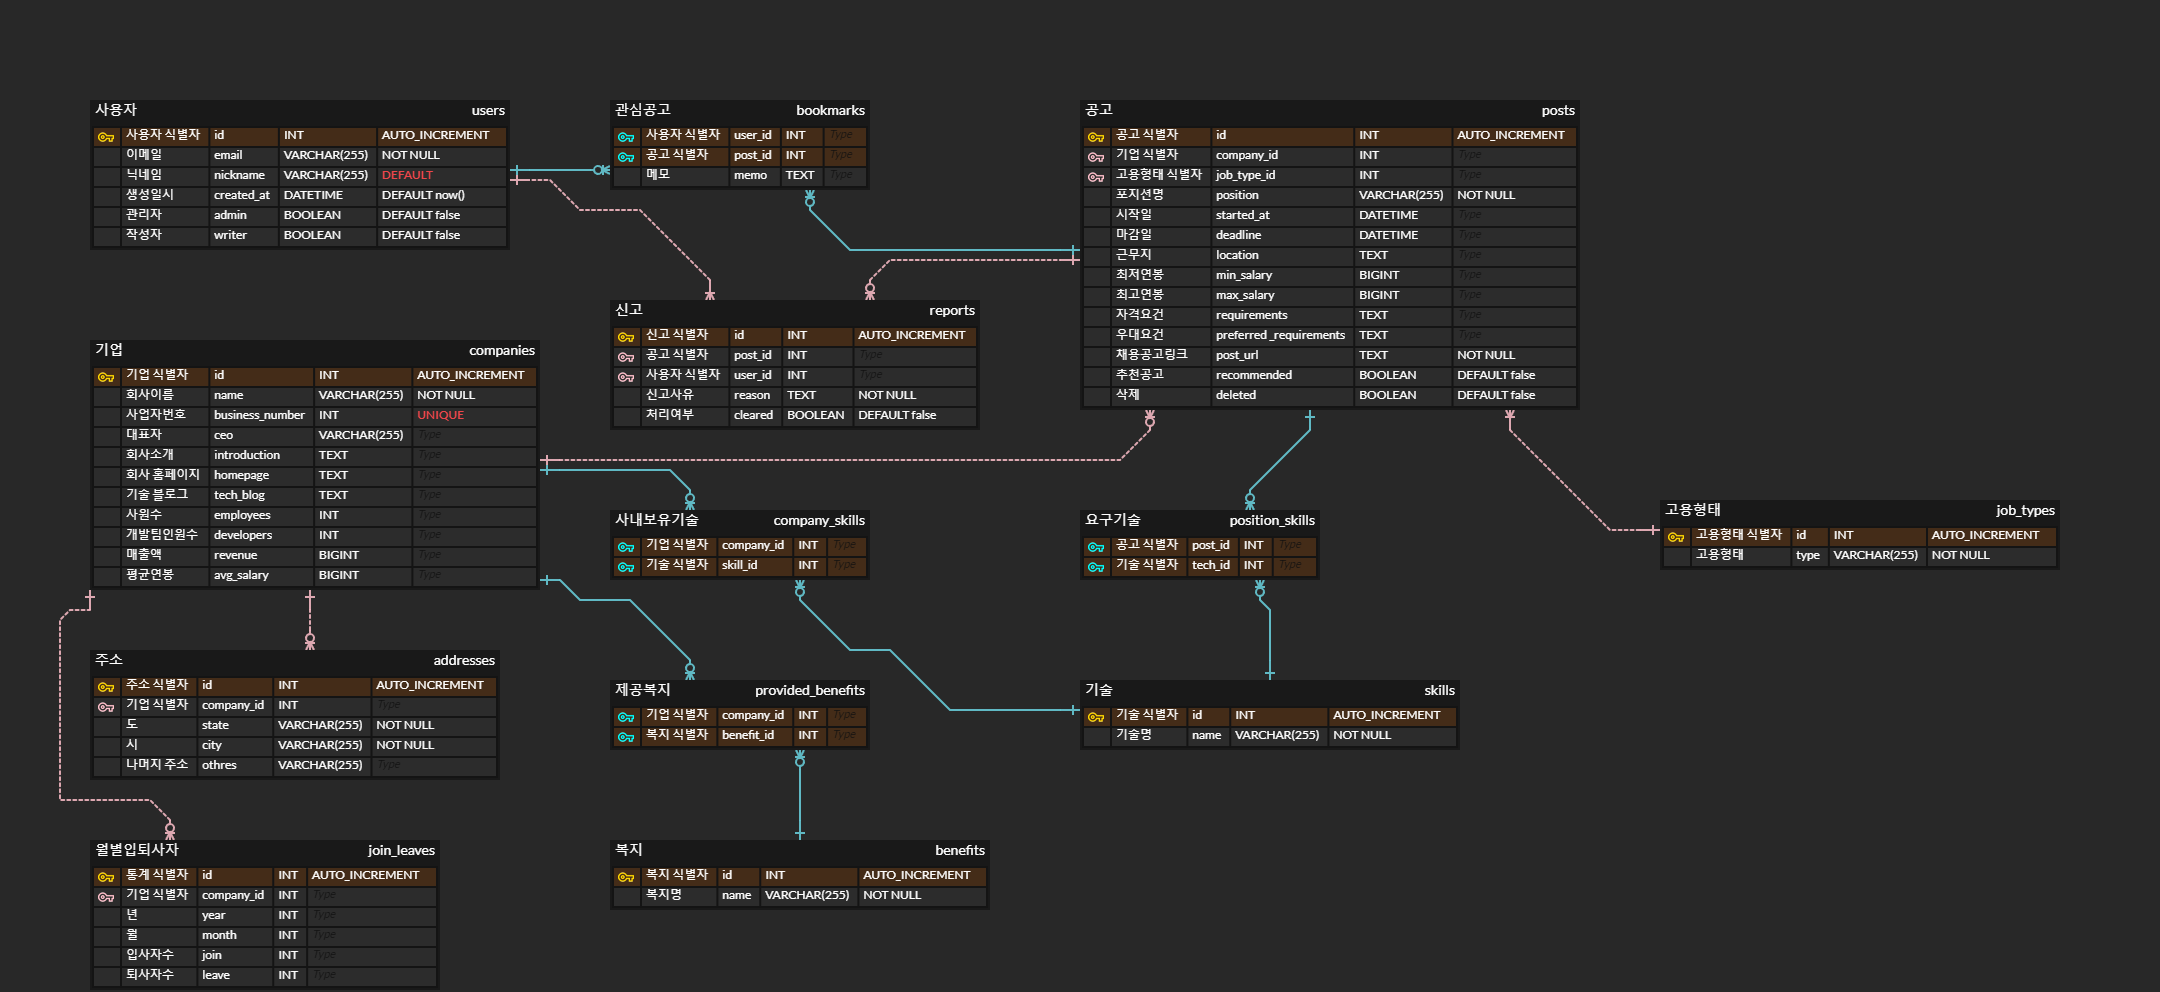 사용자 users
사용자 식별자 id INT AUTO_INCREMENT
이메일 email VARCHAR(255) NOT NULL
닉네임 nickname VARCHAR(255) DEFAULT
생성일시 created_at DATETIME DEFAULT now()
관리자 admin BOOLEAN DEFAULT false
작성자 writer BOOLEAN DEFAULT false
관심공고 bookmarks
사용자 식별자 user_id INT Type
공고 식별자 post_id INT Type
메모 memo TEXT Type
공고 posts
공고 식별자 id INT AUTO_INCREMENT
기업 식별자 company_id INT Type
고용형태 식별자 job_type_id INT Type
포지션명 position VARCHAR(255) NOT NULL
시작일 started_at DATETIME Type
마감일 deadline DATETIME Type
근무지 location TEXT Type
최저연봉 min_salary BIGINT Type
최고연봉 max_salary BIGINT Type
자격요건 requirements TEXT Type
우대요건 preferred_requirements TEXT Type
채용공고링크 post_url TEXT NOT NULL
추천공고 recommended BOOLEAN DEFAULT false
삭제 deleted BOOLEAN DEFAULT false
신고 reports
신고 식별자 id INT AUTO_INCREMENT
공고 식별자 post_id INT Type
사용자 식별자 user_id INT Type
신고사유 reason TEXT NOT NULL
처리여부 cleared BOOLEAN DEFAULT false
기업 companies
기업 식별자 id INT AUTO_INCREMENT
회사이름 name VARCHAR(255) NOT NULL
사업자번호 business_number INT UNIQUE
대표자 ceo VARCHAR(255) Type
회사소개 introduction TEXT Type
회사 홈페이지 homepage TEXT Type
기술 블로그 tech_blog TEXT Type
사원수 employees INT Type
개발팀인원수 developers INT Type
매출액 revenue BIGINT Type
평균연봉 avg_salary BIGINT Type
사내보유기술 company_skills
기업 식별자 company_id INT Type
기술 식별자 skill_id INT Type
요구기술 position_skills
공고 식별자 post_id INT Type
기술 식별자 tech_id INT Type
고용형태 job_types
고용형태 식별자 id INT AUTO_INCREMENT
고용형태 type VARCHAR(255) NOT NULL
주소 addresses
주소 식별자 id INT AUTO_INCREMENT
기업 식별자 company_id INT Type
도 state VARCHAR(255) NOT NULL
시 city VARCHAR(255) NOT NULL
나머지 주소 othres VARCHAR(255) Type
제공복지 provided_benefits
기업 식별자 company_id INT Type
복지 식별자 benefit_id INT Type
기술 skills
기술 식별자 id INT AUTO_INCREMENT
기술명 name VARCHAR(255) NOT NULL
월별입퇴사자 join_leaves
통계 식별자 id INT AUTO_INCREMENT
기업 식별자 company_id INT Type
년 year INT Type
월 month INT Type
입사자수 join INT Type
퇴사자수 leave INT Type
복지 benefits
복지 식별자 id INT AUTO_INCREMENT
복지명 name VARCHAR(255) NOT NULL